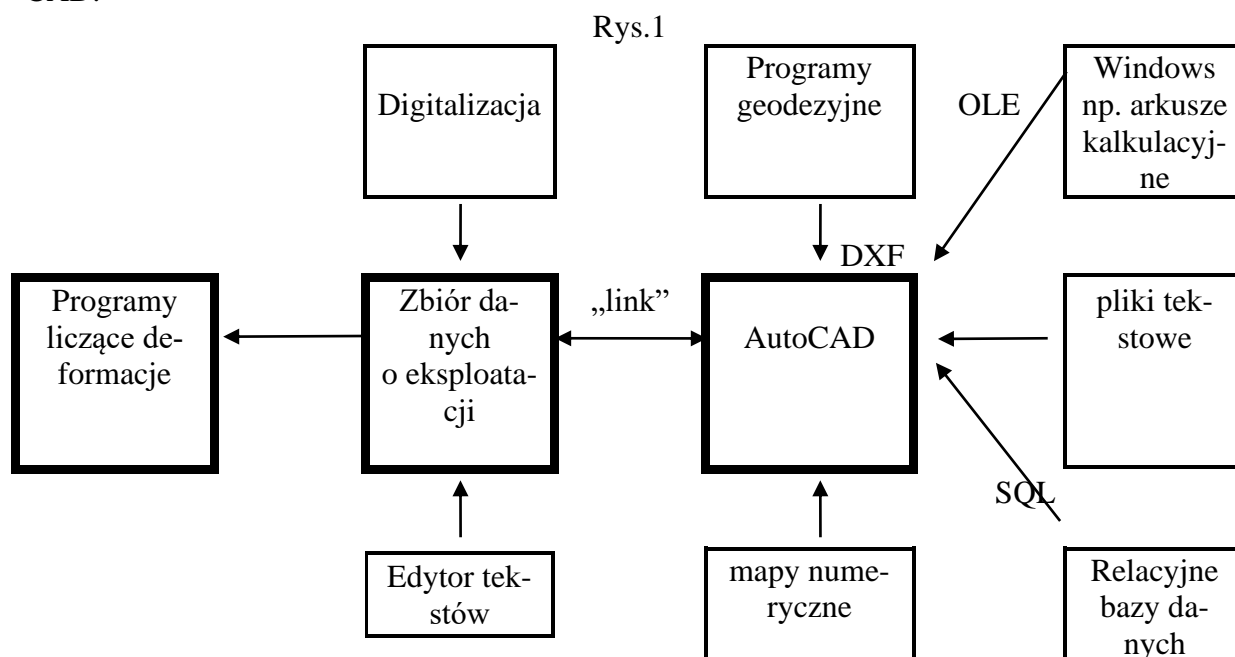 CAD.
Rys.1
Digitalizacja
Programy
geodezyjne
OLE
Windows
np. arkusze
kalkulacyj-
ne
DXF
Programy
liczące de-
formacje
Zbiór da-
nych
o eksploata-
cji
„link”
AutoCAD
pliki tek-
stowe
SQL
Edytor tek-
stów
mapy nume-
ryczne
Relacyjne
bazy da-
nych